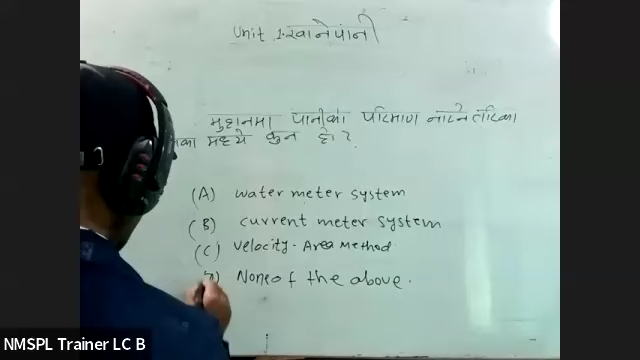 Unit 1. खानेपानी
मुहानमा पानीको परिमाण नाप्ने तरिका
मध्ये कुन हो?
(A) water meter system
(B) current meter system
(C) Velocity-Area Method
None of the above.
NMSPL Trainer LC B